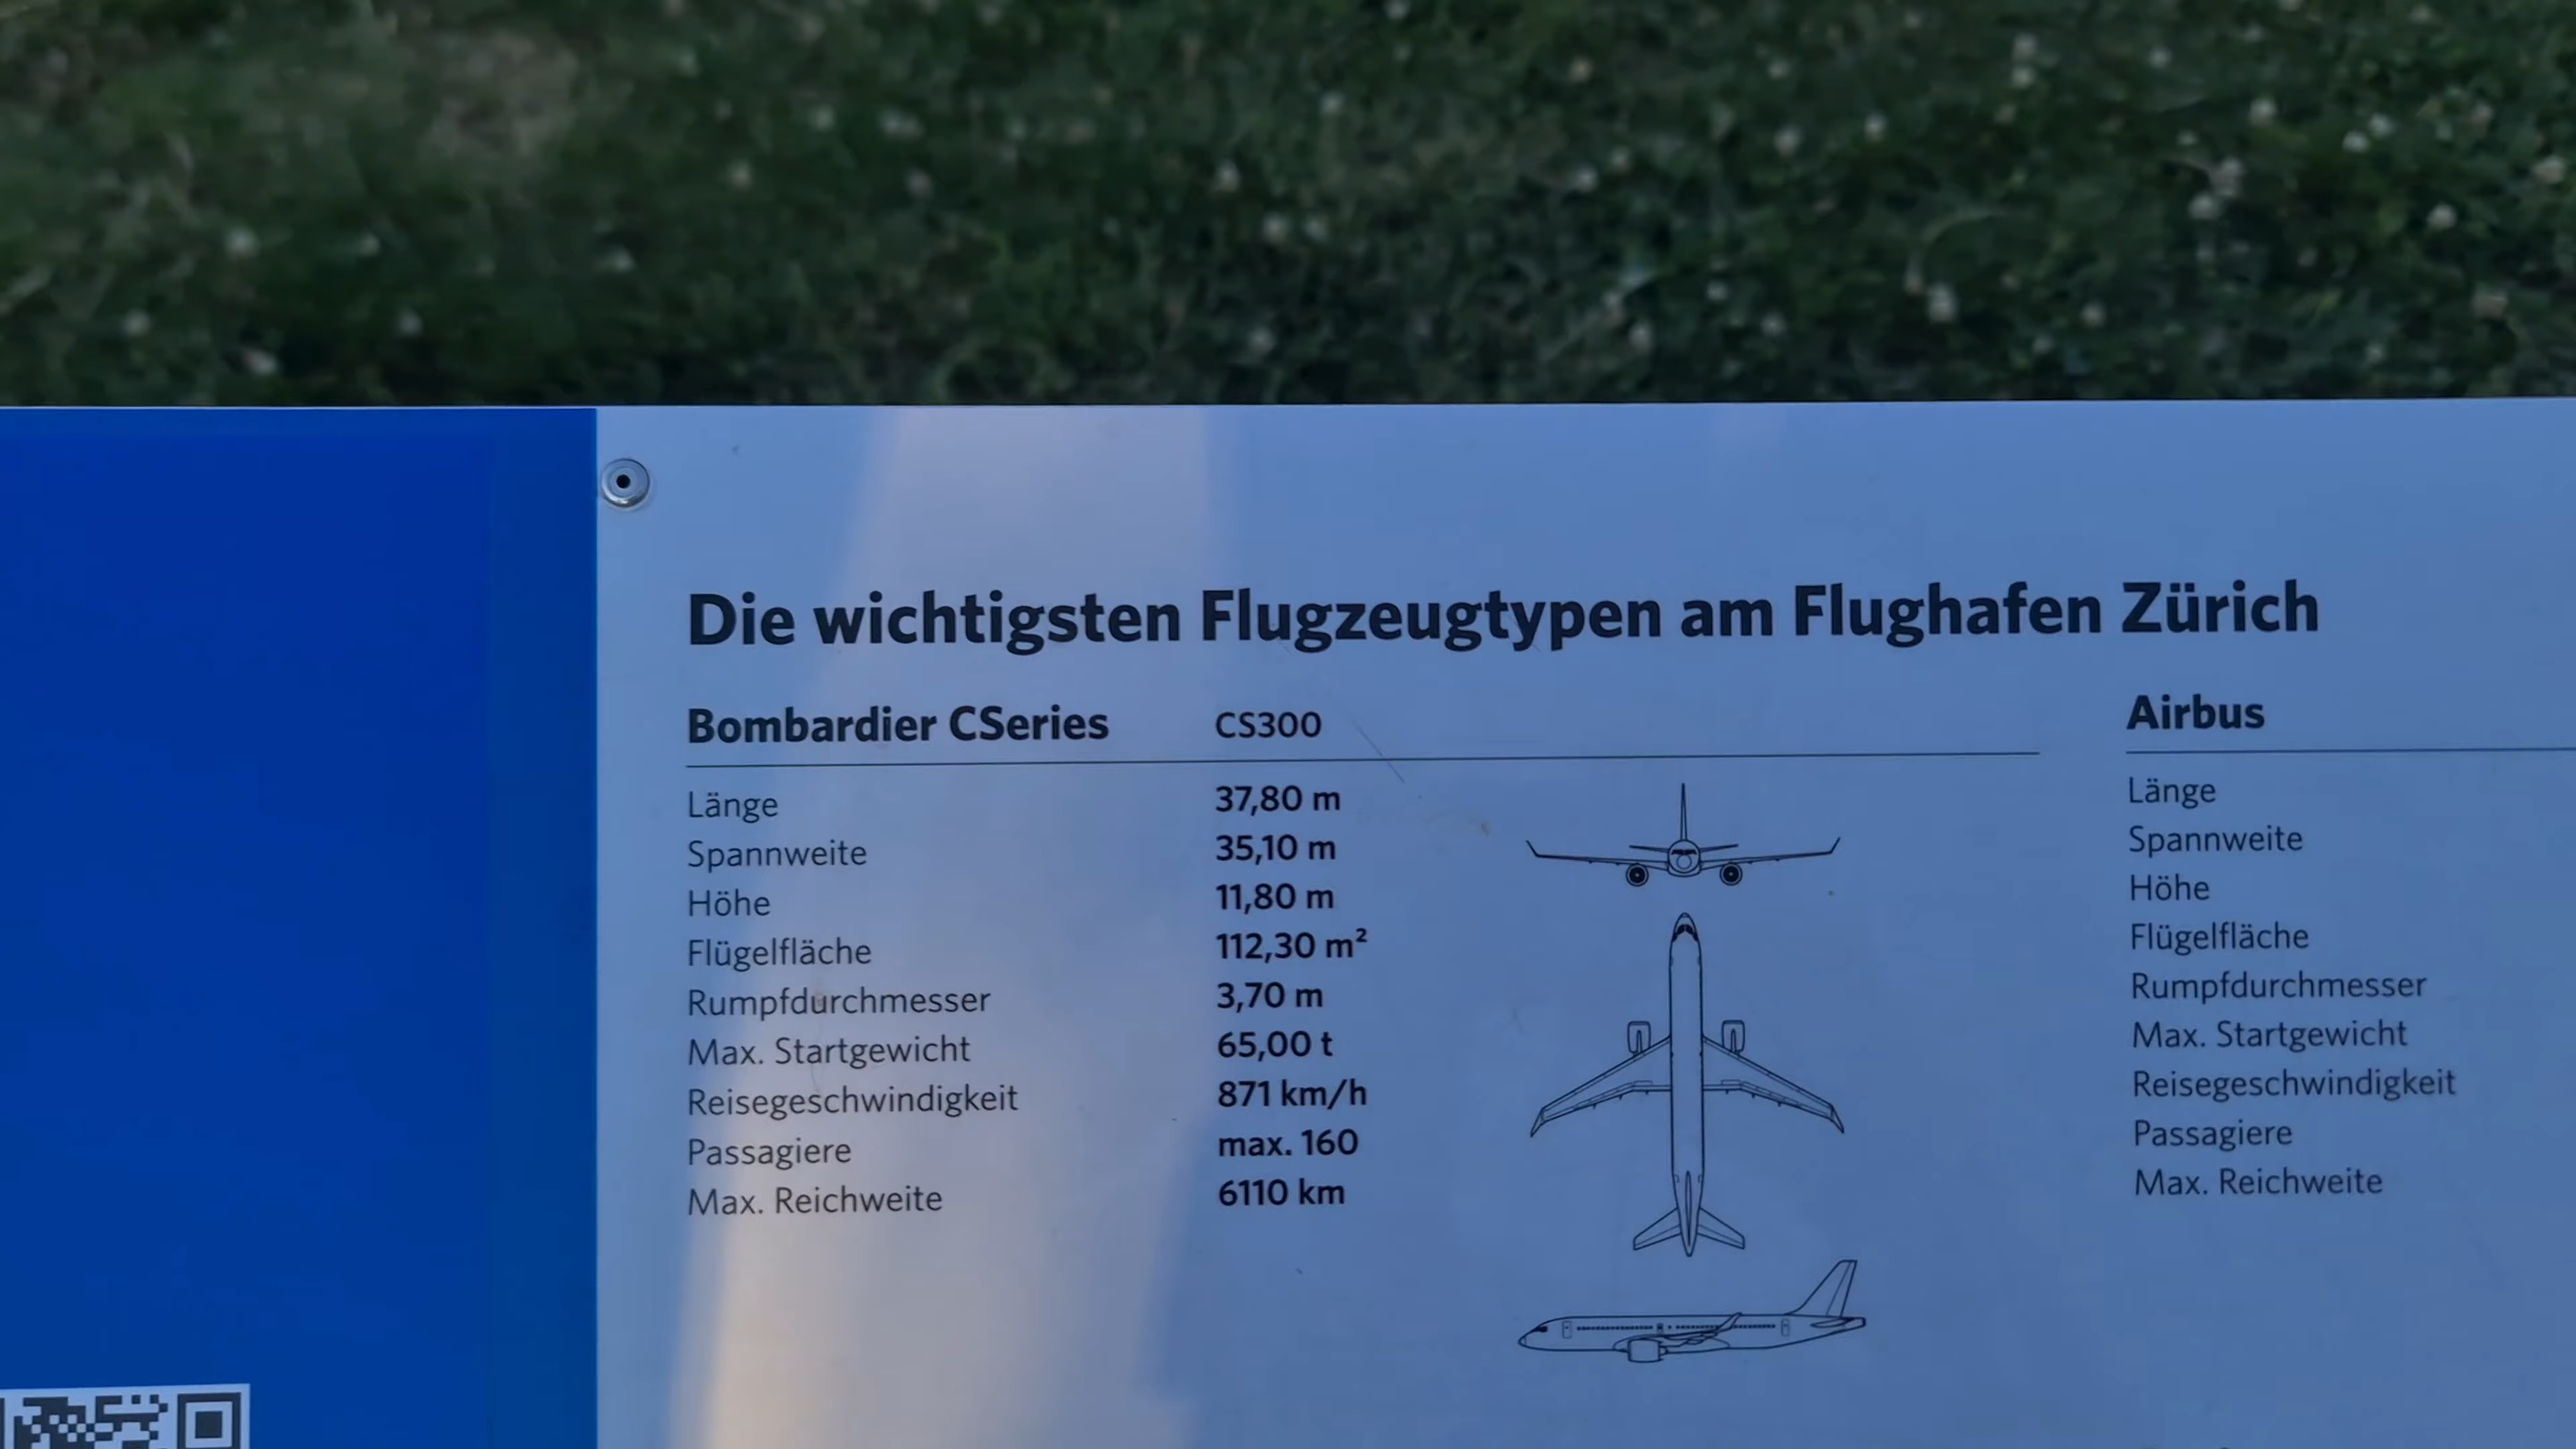 Die wichtigsten Flugzeugtypen am Flughafen Zürich
Bombardier CSeries CS300
Länge 37,80 m
Spannweite 35,10 m
Höhe 11,80 m
Flügelfläche 112,30 m²
Rumpfdurchmesser 3,70 m
Max. Startgewicht 65,00 t
Reisegeschwindigkeit 871 km/h
Passagiere max. 160
Max. Reichweite 6110 km
Airbus
Länge
Spannweite
Höhe
Flügelfläche
Rumpfdurchmesser
Max. Startgewicht
Reisegeschwindigkeit
Passagiere
Max. Reichweite